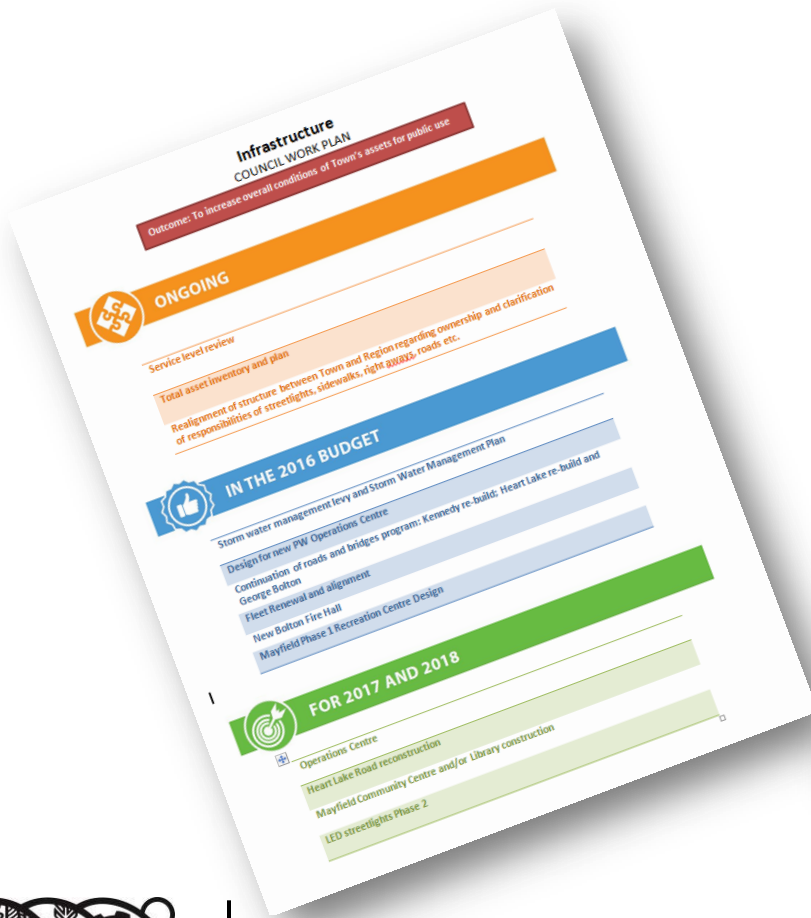 Infrastructure
COUNCIL WORK PLAN
Outcome: To increase overall conditions of Town's assets for public use
ONGOING
Service level review
Total asset inventory and plan
Realignment of structure between Town and Region regarding ownership and clarification
of responsibilities of streetlights, sidewalks, right aways, roads etc.
IN THE 2016 BUDGET
Storm water management levy and Storm Water Management Plan
Design for new PW Operations Centre
Continuation of roads and bridges program: Kennedy re-build; Heart Lake re-build and
George Bolton
Fleet Renewal and alignment
New Bolton Fire Hall
Mayfield Phase 1 Recreation Centre Design
FOR 2017 AND 2018
Operations Centre
Heart Lake Road reconstruction
Mayfield Community Centre and/or Library construction
LED streetlights Phase 2